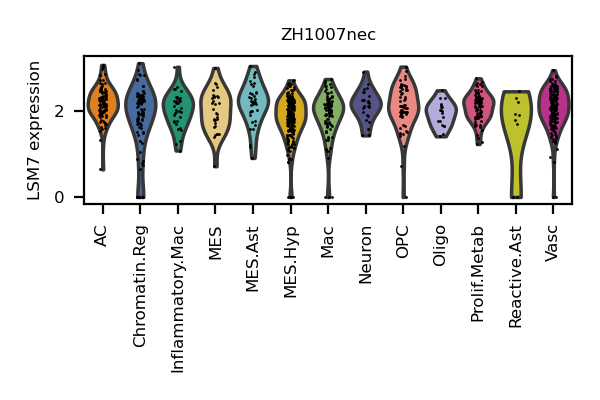 ZH1007nec
LSM7 expression
2
0
AC
Chromatin.Reg
Inflammatory.Mac
MES
MES.Ast
MES.Hyp
Mac
Neuron
OPC
Oligo
Prolif.Metab
Reactive.Ast
Vasc